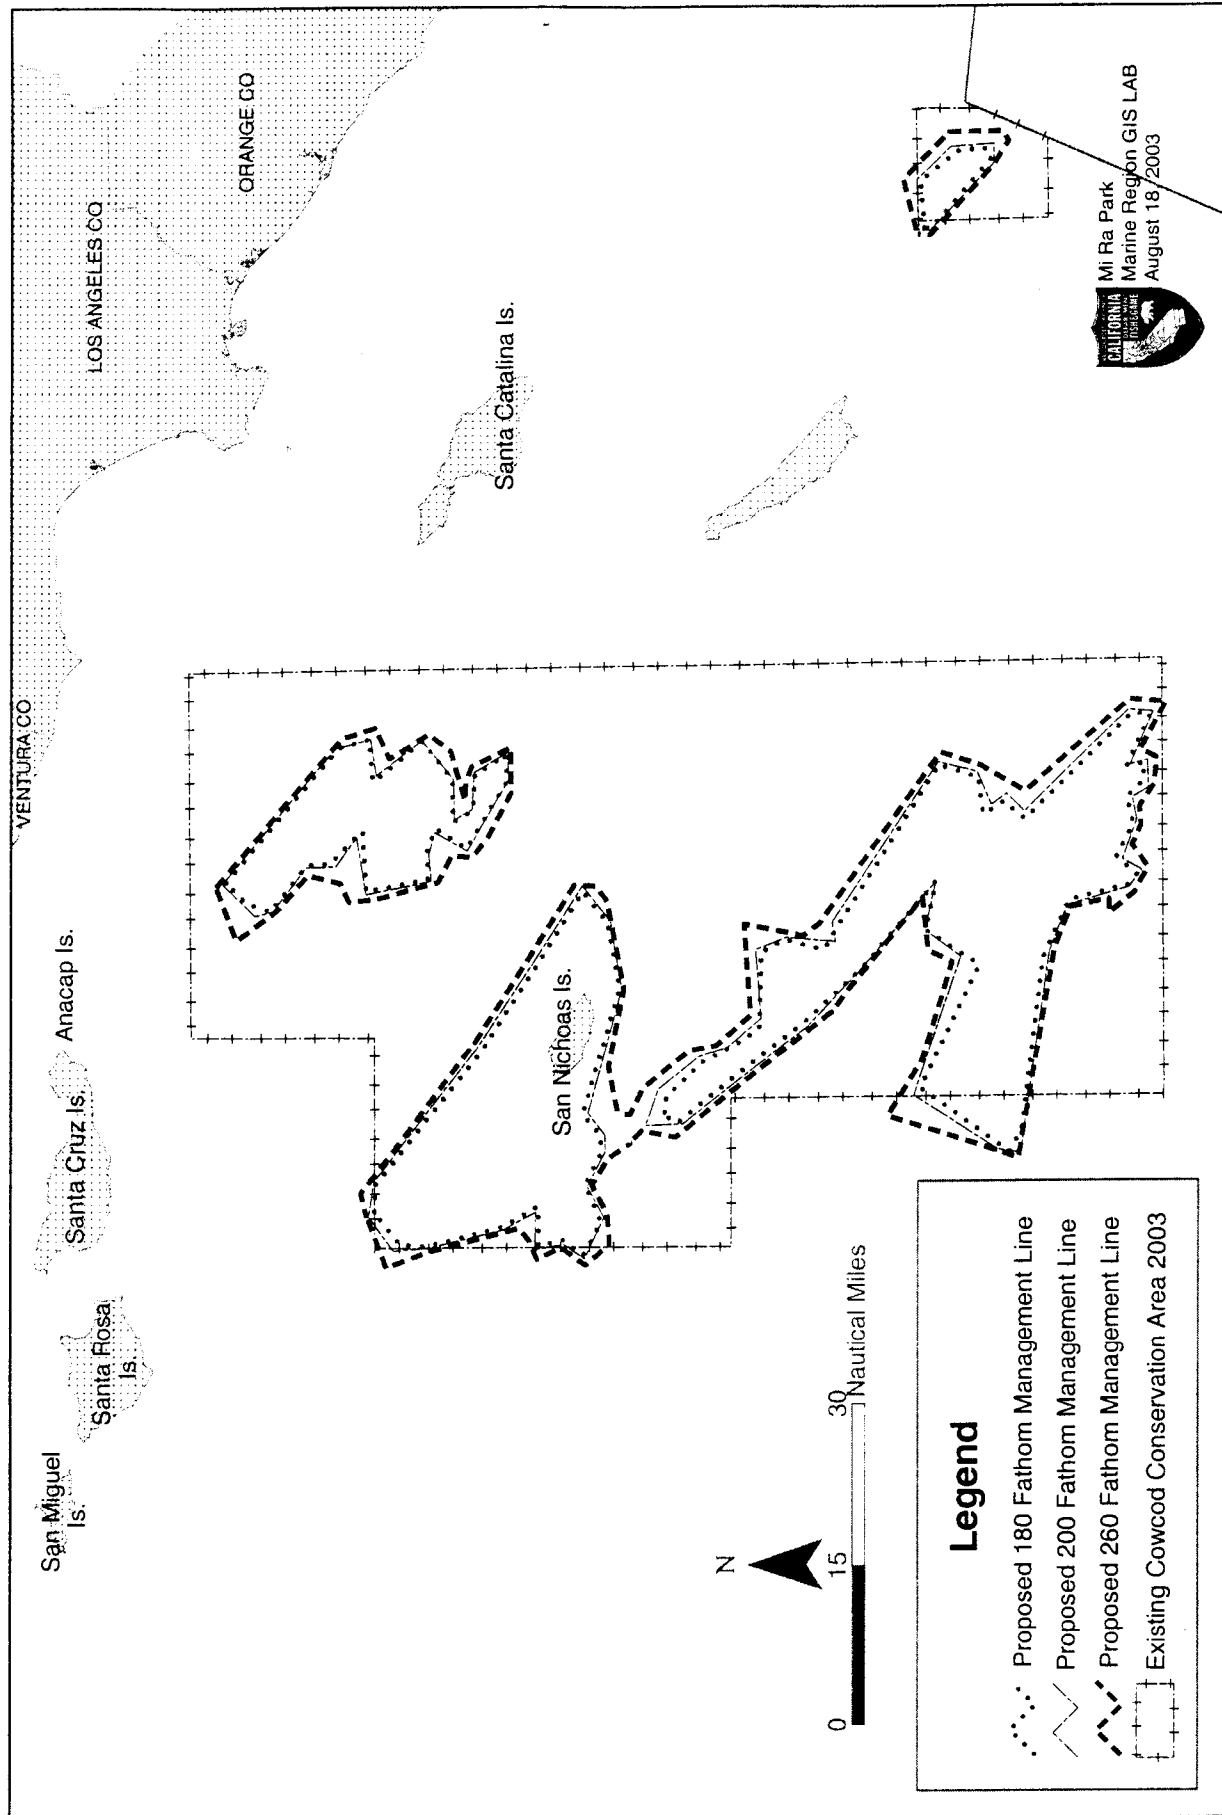 VENTURA CO
LOS ANGELES CO
ORANGE CO
San Miguel
Is.
Santa Rosa
Is.
Santa Cruz Is.
Anacap Is.
Santa Catalina Is.
San Nichoas Is.
N
0 15 30 Nautical Miles
Legend
Proposed 180 Fathom Management Line
Proposed 200 Fathom Management Line
Proposed 260 Fathom Management Line
Existing Cowcod Conservation Area 2003
CALIFORNIA
FISH & GAME
Mi Ra Park
Marine Region GIS LAB
August 18, 2003